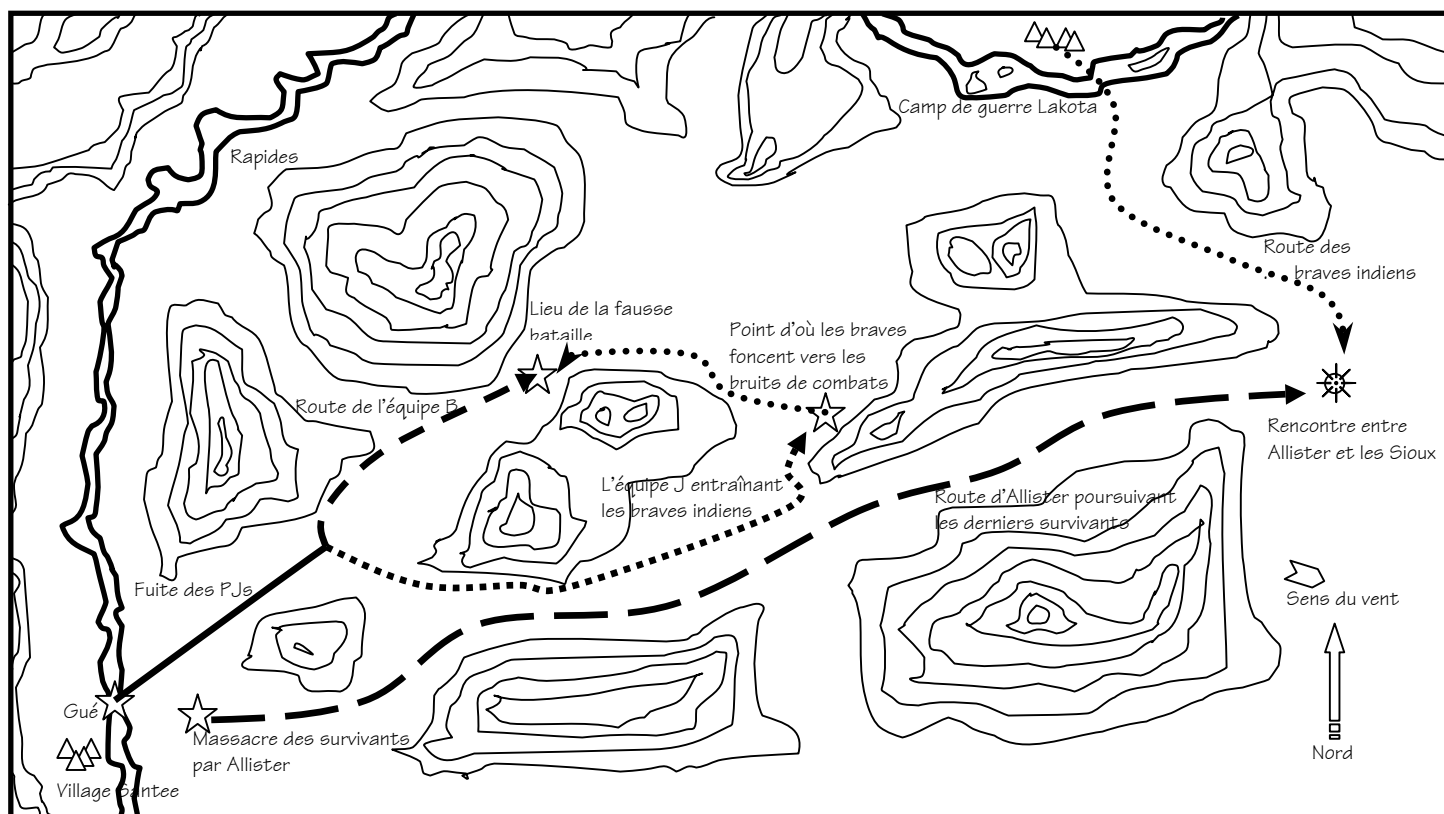 Camp de guerre Lakota
Rapides
Route des
braves indiens
Lieu de la fausse
bataille
Point d'où les braves
foncent vers les
bruits de combats
Route de l'équipe B
Rencontre entre
Allister et les Sioux
L'équipe J entraînant
les braves indiens
Route d'Allister poursuivant
les derniers survivants
Fuite des PJs
Sens du vent
Gué
Massacre des survivants
par Allister
Nord
Village Santee